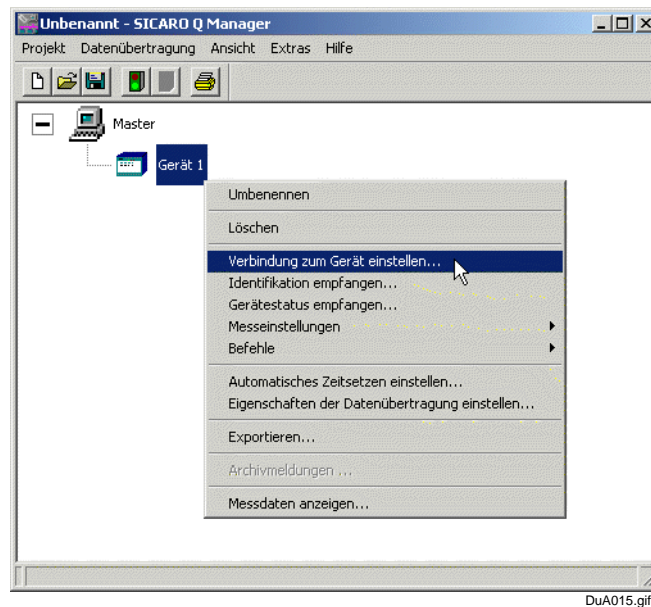 Unbenannt - SICARO Q Manager
Projekt Datenübertragung Ansicht Extras Hilfe
Master
Gerät 1
Umbenennen
Löschen
Verbindung zum Gerät einstellen...
Identifikation empfangen...
Gerätestatus empfangen...
Messeinstellungen
Befehle
Automatisches Zeitsetzen einstellen...
Eigenschaften der Datenübertragung einstellen...
Exportieren...
Archivmeldungen ...
Messdaten anzeigen...
DuA015.gif